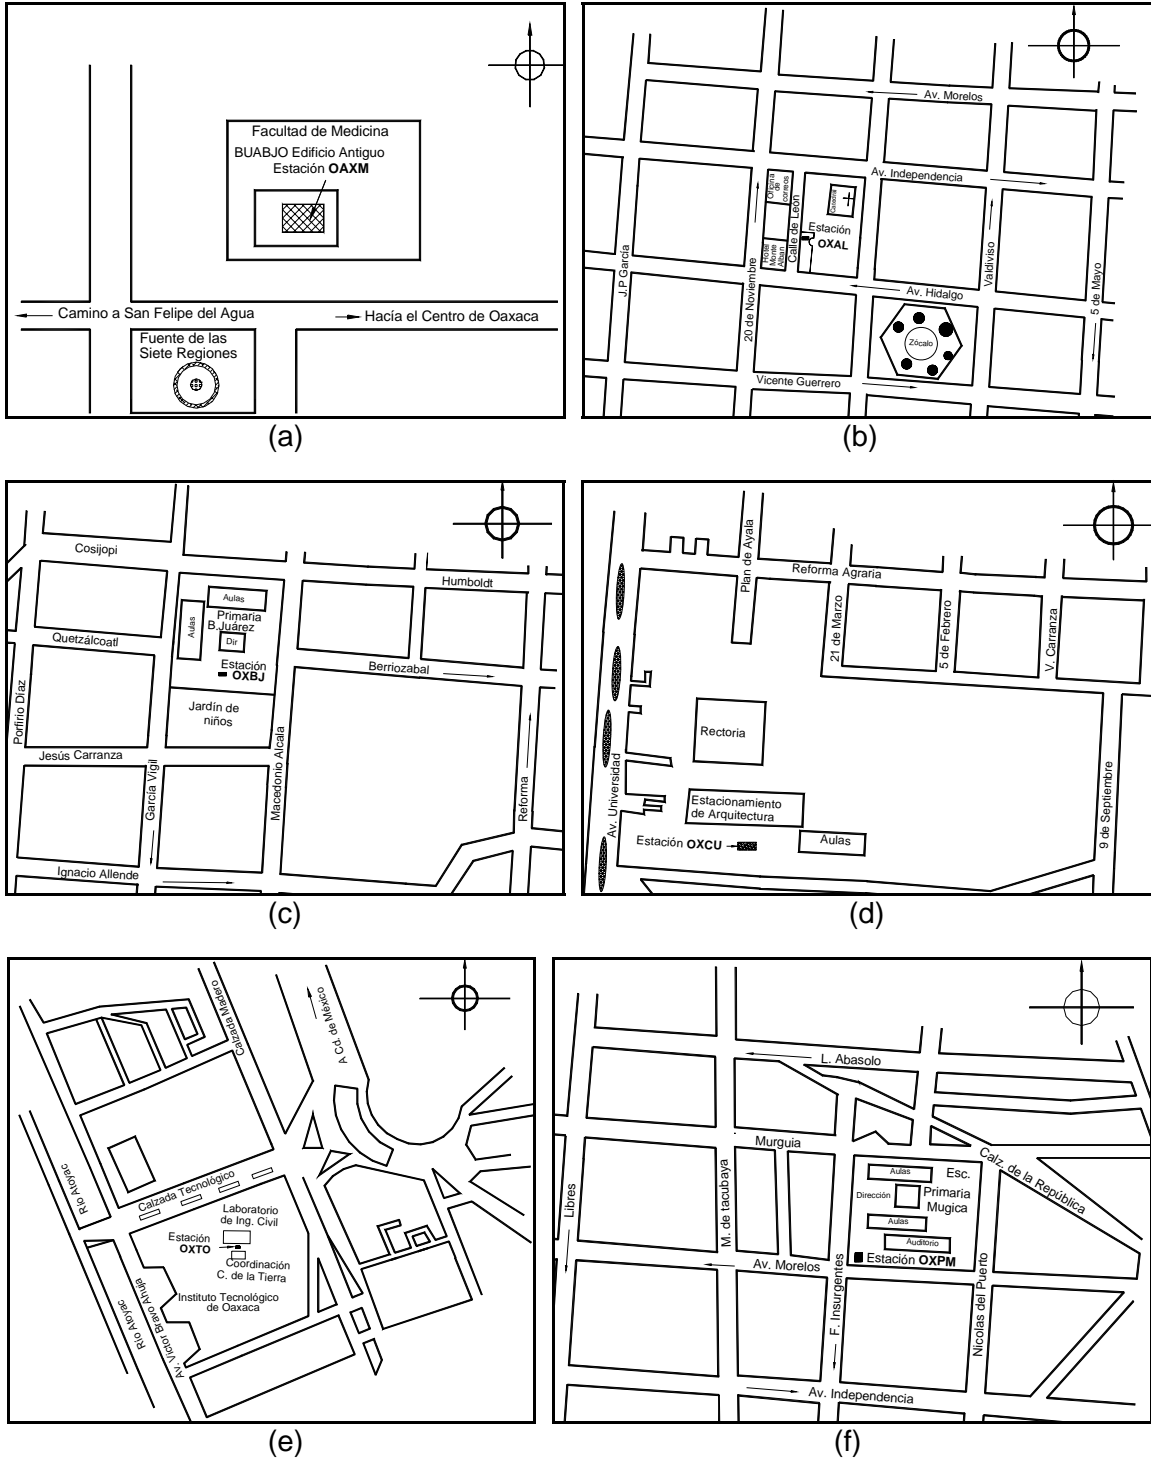 Facultad de Medicina
BUABJO Edificio Antiguo
Estación OAXM
Camino a San Felipe del Agua
Hacía el Centro de Oaxaca
Fuente de las
Siete Regiones
(a)
Av. Morelos
Av. Independencia
Oficina
de
correos
Catedral
Calle de León
Estación
OXAL
Hotel
Monte
Alban
J.P García
20 de Noviembre
Valdiviso
5 de Mayo
Av. Hidalgo
Zócalo
Vicente Guerrero
(b)
Cosijopi
Humboldt
Aulas
Primaria
B.Juárez
Aulas
Dir
Quetzálcoatl
Estación
OXBJ
Berriozabal
Jardín de
niños
Porfirio Díaz
Jesús Carranza
García Vigil
Macedonio Alcala
Reforma
Ignacio Allende
(c)
Plan de Ayala
Reforma Agraria
21 de Marzo
5 de Febrero
V. Carranza
Rectoria
Av. Universidad
Estacionamiento
de Arquitectura
Estación OXCU
Aulas
9 de Septiembre
(d)
Calzada Madero
A Cd. de México
Río Atoyac
Calzada Tecnológico
Laboratorio
de Ing. Civil
Estación
OXTO
Coordinación
C. de la Tierra
Instituto Tecnológico
de Oaxaca
Río Atoyac
Av. Victor Bravo Ahuja
(e)
L. Abasolo
Murguia
Calz. de la República
Aulas
Esc.
Dirección
Primaria
Mugica
Aulas
Auditorio
Estación OXPM
Libres
M. de tacubaya
Av. Morelos
F. Insurgentes
Nicolas del Puerto
Av. Independencia
(f)